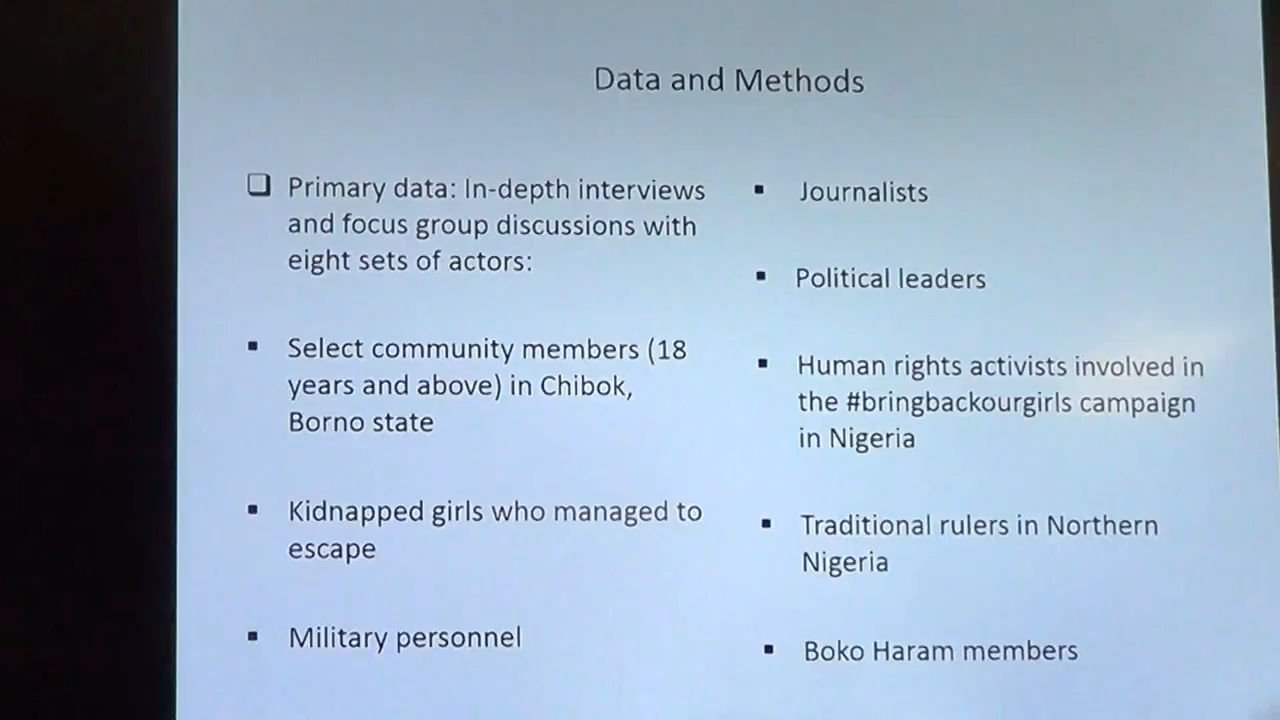 Data and Methods
❑ Primary data: In-depth interviews
and focus group discussions with
eight sets of actors:
▪ Select community members (18
years and above) in Chibok,
Borno state
▪ Kidnapped girls who managed to
escape
▪ Military personnel
▪ Journalists
▪ Political leaders
▪ Human rights activists involved in
the #bringbackourgirls campaign
in Nigeria
▪ Traditional rulers in Northern
Nigeria
▪ Boko Haram members